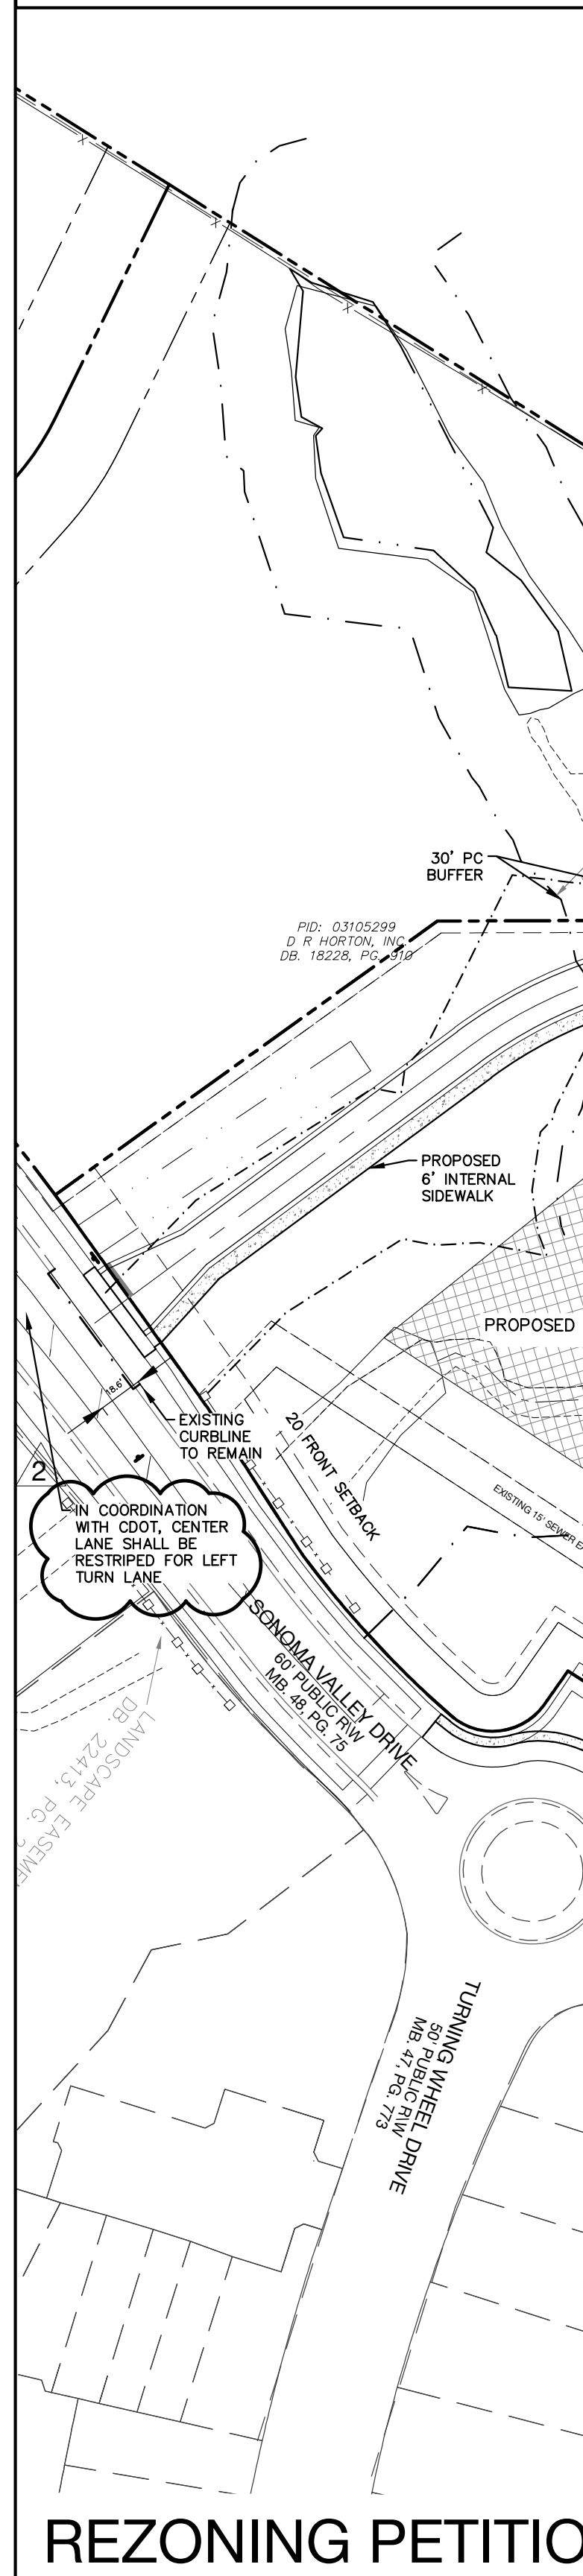 30' PC
BUFFER
PID: 03105299
D R HORTON, INC
DB. 18228, PG. 910
PROPOSED
6' INTERNAL
SIDEWALK
PROPOSED
18.6'
EXISTING
CURBLINE
TO REMAIN
20' FRONT SETBACK
2
EXISTING 15' SEWER
IN COORDINATION
WITH CDOT, CENTER
LANE SHALL BE
RESTRIPED FOR LEFT
TURN LANE
SONOMA VALLEY DRIVE
60' PUBLIC R\W
MB. 48, PG. 75
LANDSCAPE
DB. 22413, PG.
TURNING WHEEL DRIVE
50' PUBLIC R\W
MB. 47, PG. 773
REZONING